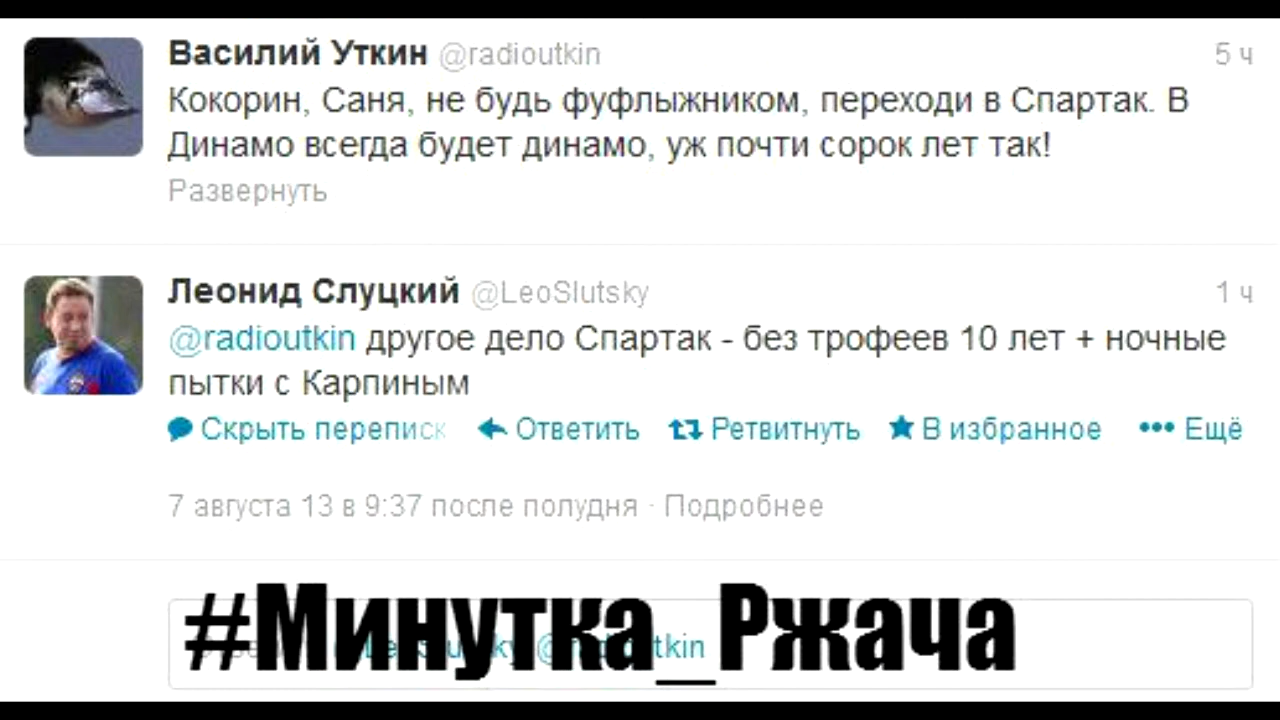 Василий Уткин @radioutkin 5 ч
Кокорин, Саня, не будь фуфлыжником, переходи в Спартак. В
Динамо всегда будет динамо, уж почти сорок лет так!
Развернуть
Леонид Слуцкий @LeoSlutsky 1 ч
@radioutkin другое дело Спартак - без трофеев 10 лет + ночные
пытки с Карпиным
Скрыть переписк Ответить Ретвитнуть В избранное Ещё
7 августа 13 в 9:37 после полудня · Подробнее
#Минутка_Ржача